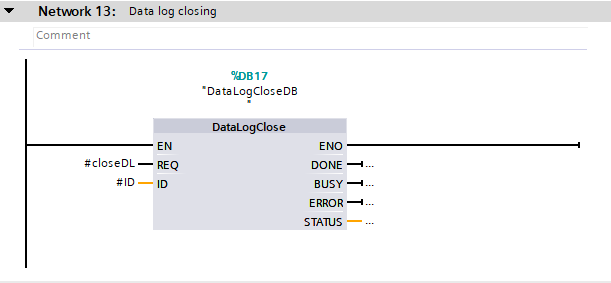 Network 13: Data log closing
Comment
%DB17
"DataLogCloseDB
"
DataLogClose
EN ENO
#closeDL REQ DONE ...
#ID ID BUSY ...
ERROR ...
STATUS ...